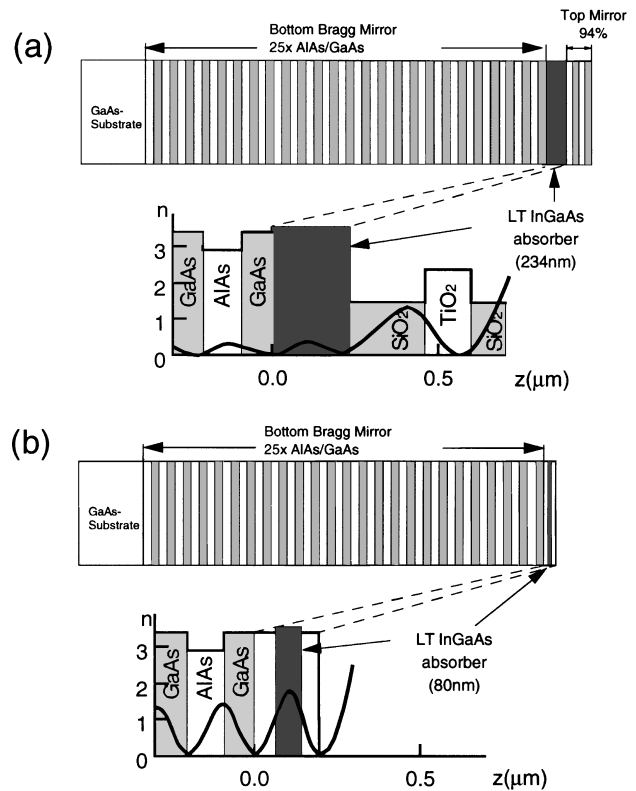 (a)
Bottom Bragg Mirror
25x AlAs/GaAs
Top Mirror
94%
GaAs-
Substrate
n
3
2
1
0
GaAs
AlAs
GaAs
SiO2
TiO2
SiO2
LT InGaAs
absorber
(234nm)
0.0
0.5
z(μm)
(b)
Bottom Bragg Mirror
25x AlAs/GaAs
GaAs-
Substrate
n
3
2
1
0
GaAs
AlAs
GaAs
LT InGaAs
absorber
(80nm)
0.0
0.5
z(μm)